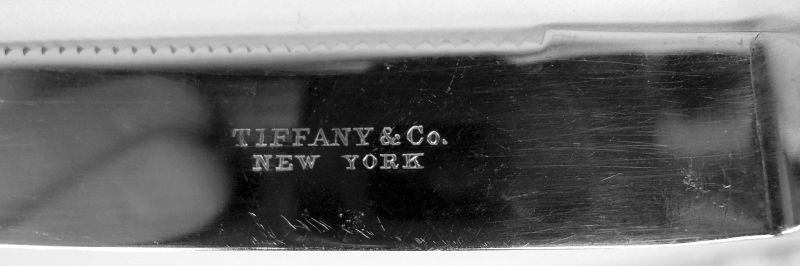 TIFFANY & Co.
NEW YORK